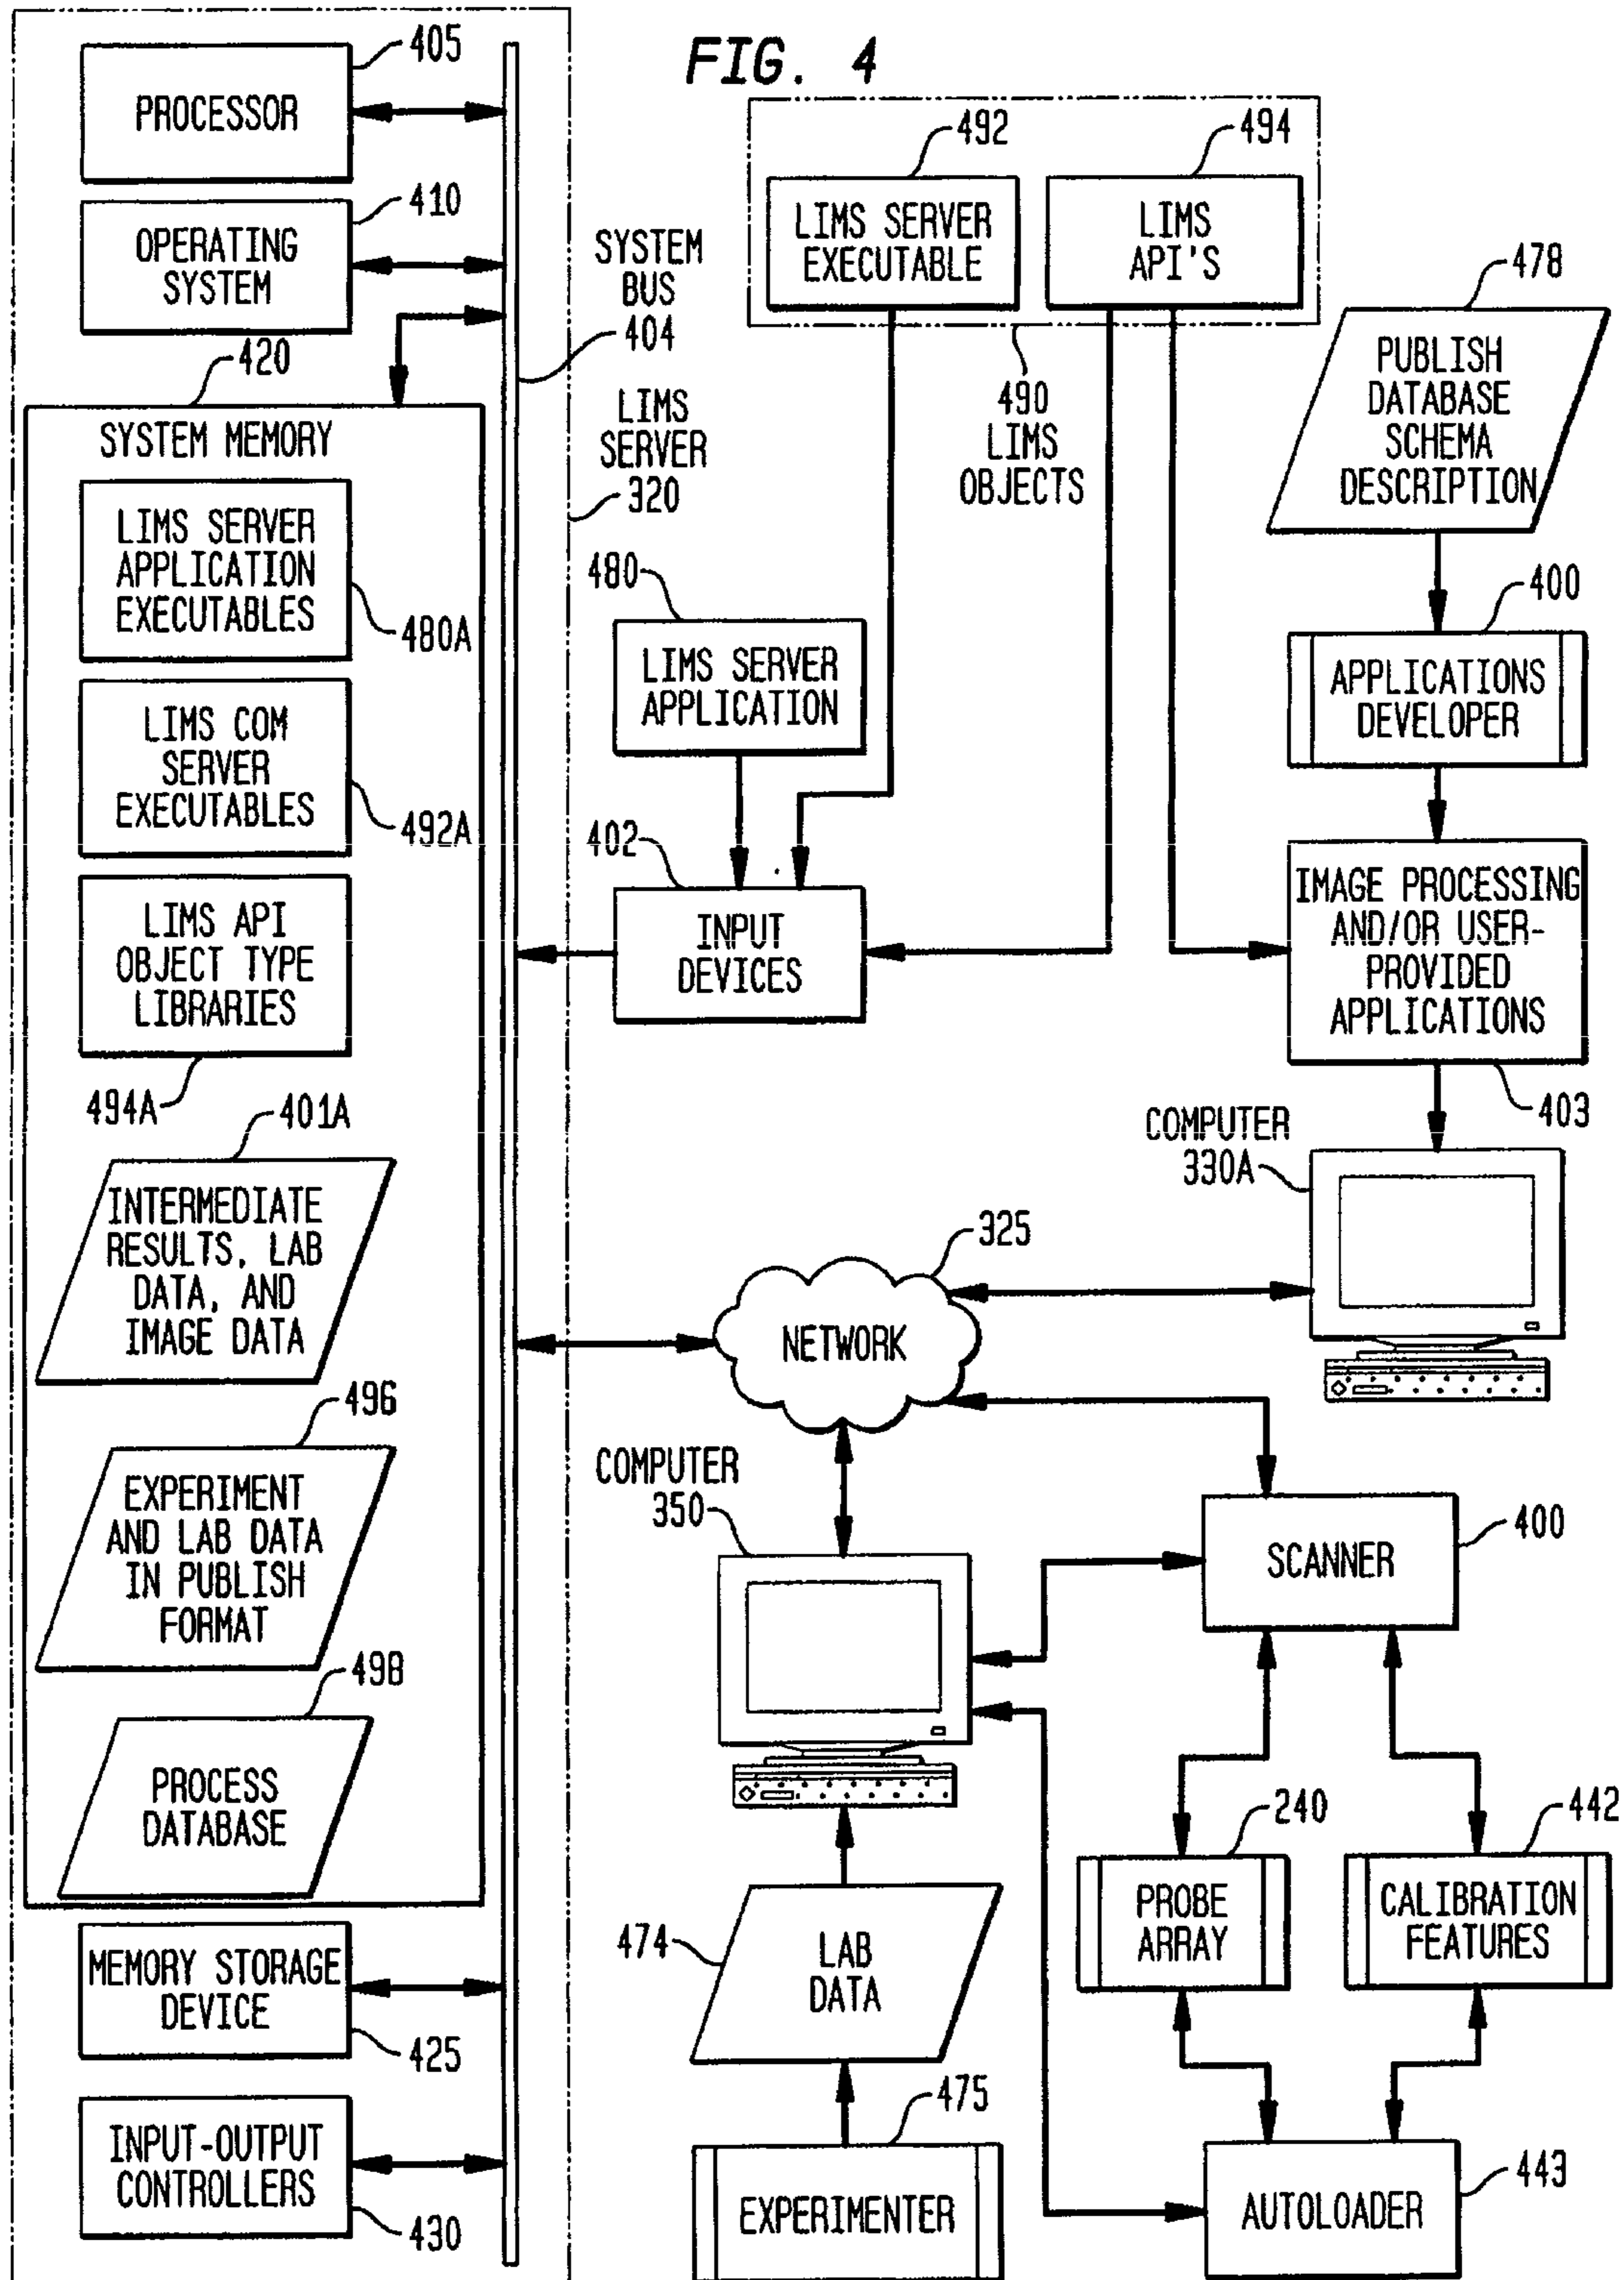 FIG. 4
405
PROCESSOR
410
OPERATING
SYSTEM
SYSTEM
BUS
404
420
SYSTEM MEMORY
LIMS
SERVER
320
LIMS SERVER
APPLICATION
EXECUTABLES
480A
LIMS COM
SERVER
EXECUTABLES
492A
LIMS API
OBJECT TYPE
LIBRARIES
494A
401A
INTERMEDIATE
RESULTS, LAB
DATA, AND
IMAGE DATA
496
EXPERIMENT
AND LAB DATA
IN PUBLISH
FORMAT
498
PROCESS
DATABASE
MEMORY STORAGE
DEVICE
425
INPUT-OUTPUT
CONTROLLERS
430
492
LIMS SERVER
EXECUTABLE
494
LIMS
API'S
490
LIMS
OBJECTS
478
PUBLISH
DATABASE
SCHEMA
DESCRIPTION
480
LIMS SERVER
APPLICATION
400
APPLICATIONS
DEVELOPER
402
INPUT
DEVICES
IMAGE PROCESSING
AND/OR USER-
PROVIDED
APPLICATIONS
403
COMPUTER
330A
325
NETWORK
COMPUTER
350
SCANNER
400
240
PROBE
ARRAY
442
CALIBRATION
FEATURES
474
LAB
DATA
475
EXPERIMENTER
AUTOLOADER
443